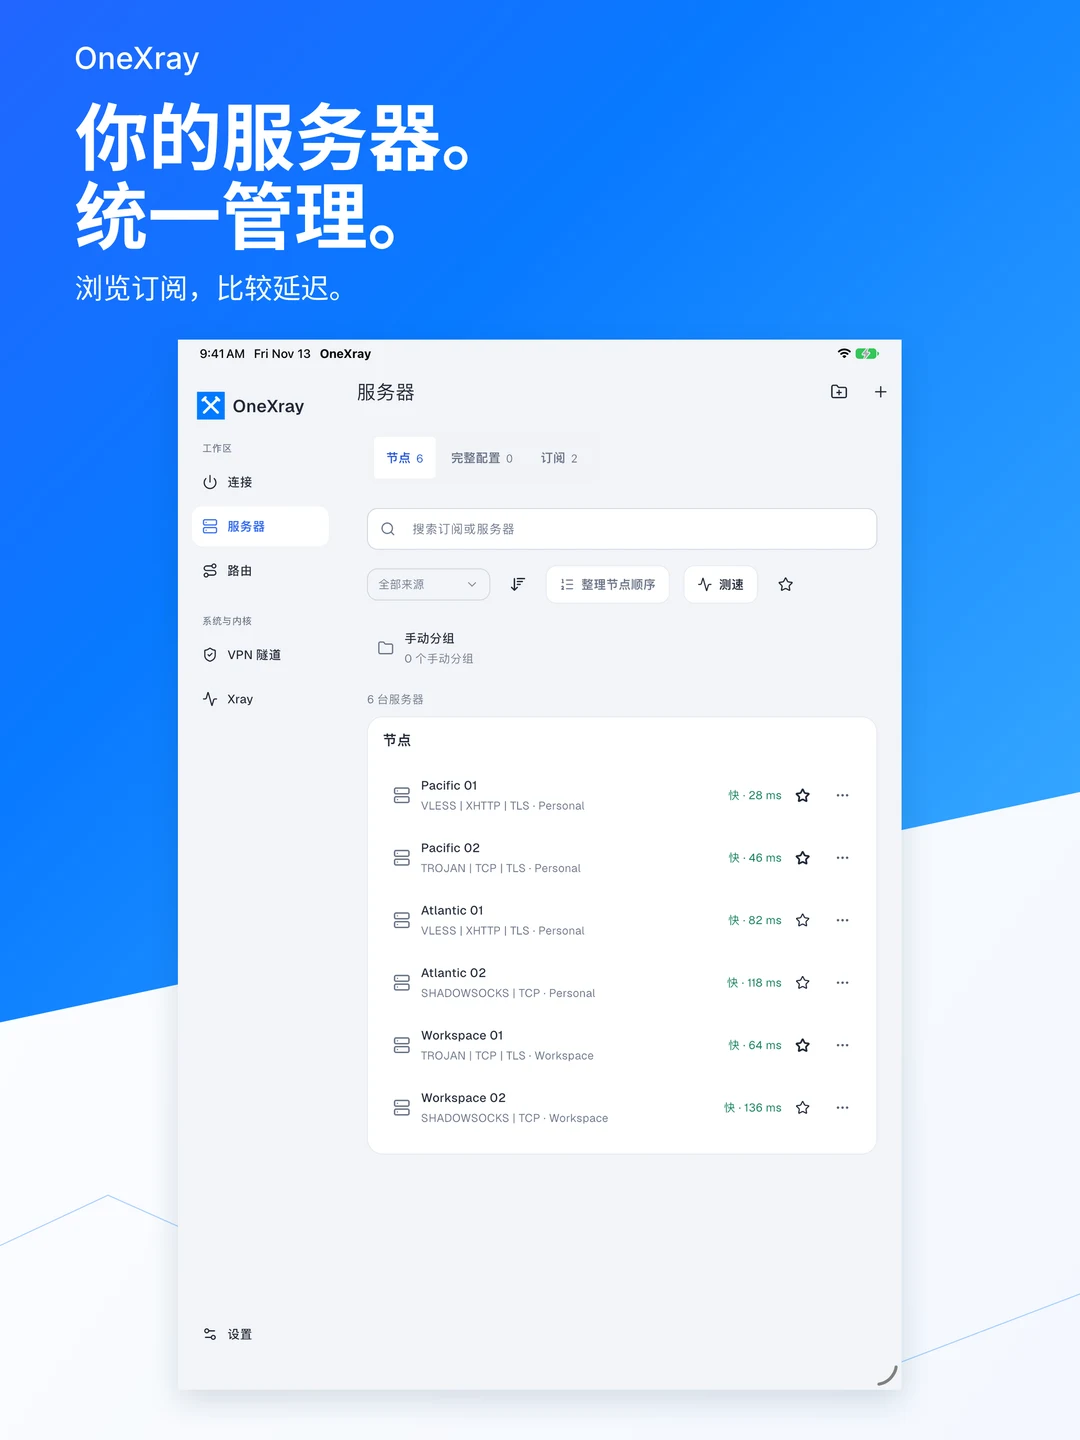 OneXray
你的服务器。
统一管理。
浏览订阅，比较延迟。
9:41 AM Fri Nov 13 OneXray
OneXray
服务器
工作区
连接
服务器
路由
系统与内核
VPN 隧道
Xray
设置
节点 6 完整配置 0 订阅 2
搜索订阅或服务器
全部来源 整理节点顺序 测速
手动分组
0 个手动分组
6 台服务器
节点
Pacific 01
VLESS | XHTTP | TLS · Personal
快 · 28 ms
Pacific 02
TROJAN | TCP | TLS · Personal
快 · 46 ms
Atlantic 01
VLESS | XHTTP | TLS · Personal
快 · 82 ms
Atlantic 02
SHADOWSOCKS | TCP · Personal
快 · 118 ms
Workspace 01
TROJAN | TCP | TLS · Workspace
快 · 64 ms
Workspace 02
SHADOWSOCKS | TCP · Workspace
快 · 136 ms